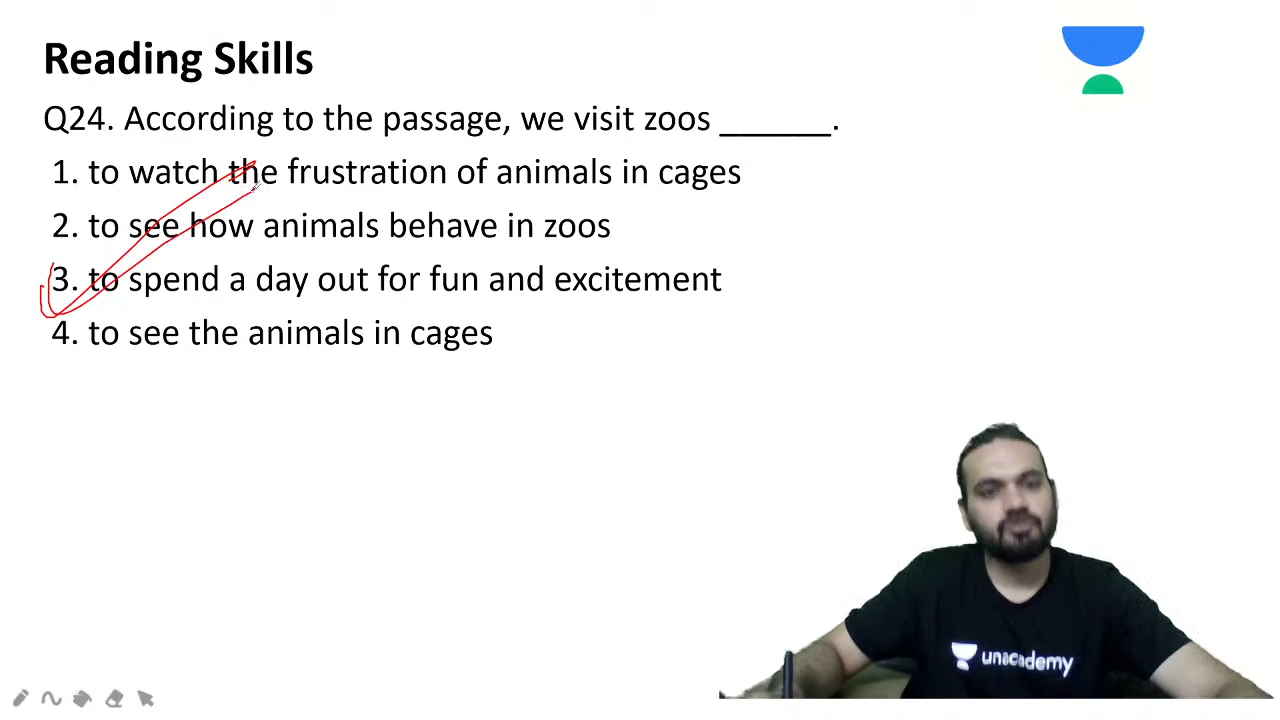 Reading Skills
Q24. According to the passage, we visit zoos ______.
1. to watch the frustration of animals in cages
2. to see how animals behave in zoos
3. to spend a day out for fun and excitement
4. to see the animals in cages
unacademy